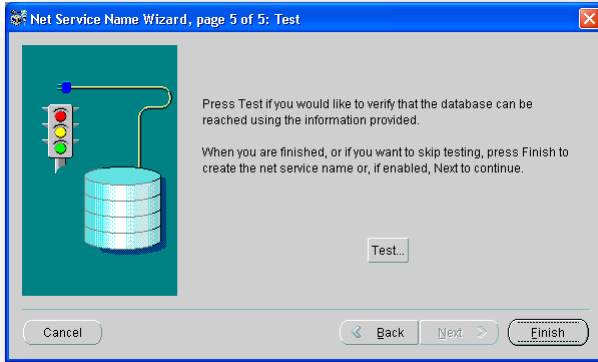 Net Service Name Wizard, page 5 of 5: Test
Press Test if you would like to verify that the database can be
reached using the information provided.
When you are finished, or if you want to skip testing, press Finish to
create the net service name or, if enabled, Next to continue.
Test...
Cancel
Back
Next
Finish